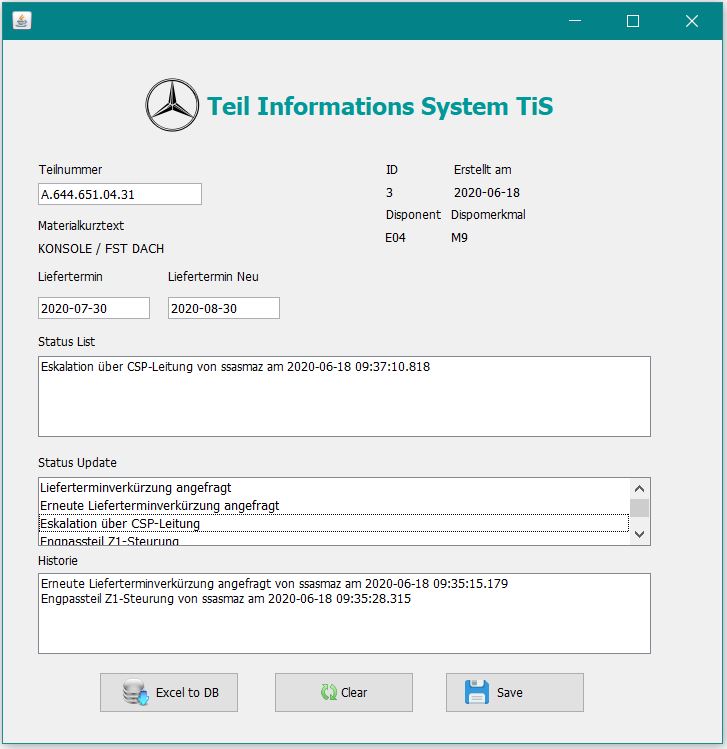 Teil Informations System TiS
Teilnummer
ID
Erstellt am
A.644.651.04.31
3
2020-06-18
Materialkurztext
Disponent
Dispomerkmal
KONSOLE / FST DACH
E04
M9
Liefertermin
Liefertermin Neu
2020-07-30
2020-08-30
Status List
Eskalation über CSP-Leitung von ssasmaz am 2020-06-18 09:37:10.818
Status Update
Lieferterminverkürzung angefragt
Erneute Lieferterminverkürzung angefragt
Eskalation über CSP-Leitung
Engpassteil Z1-Steurung
Historie
Erneute Lieferterminverkürzung angefragt von ssasmaz am 2020-06-18 09:35:15.179
Engpassteil Z1-Steurung von ssasmaz am 2020-06-18 09:35:28.315
Excel to DB
Clear
Save